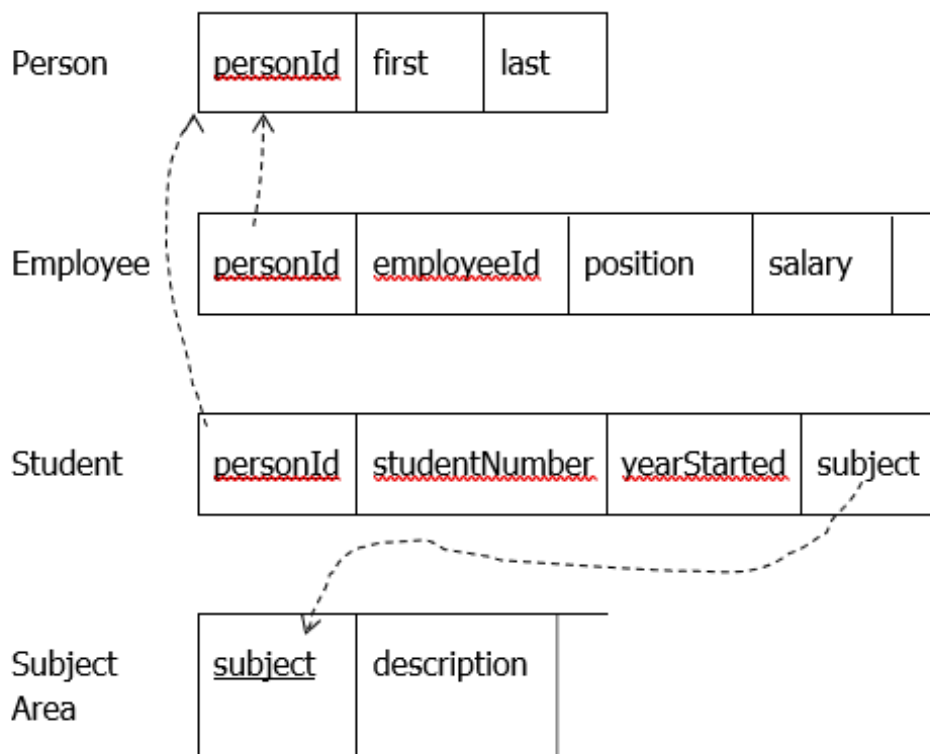 Person personId first last
Employee personId employeeId position salary
Student personId studentNumber yearStarted subject
Subject subject description
Area